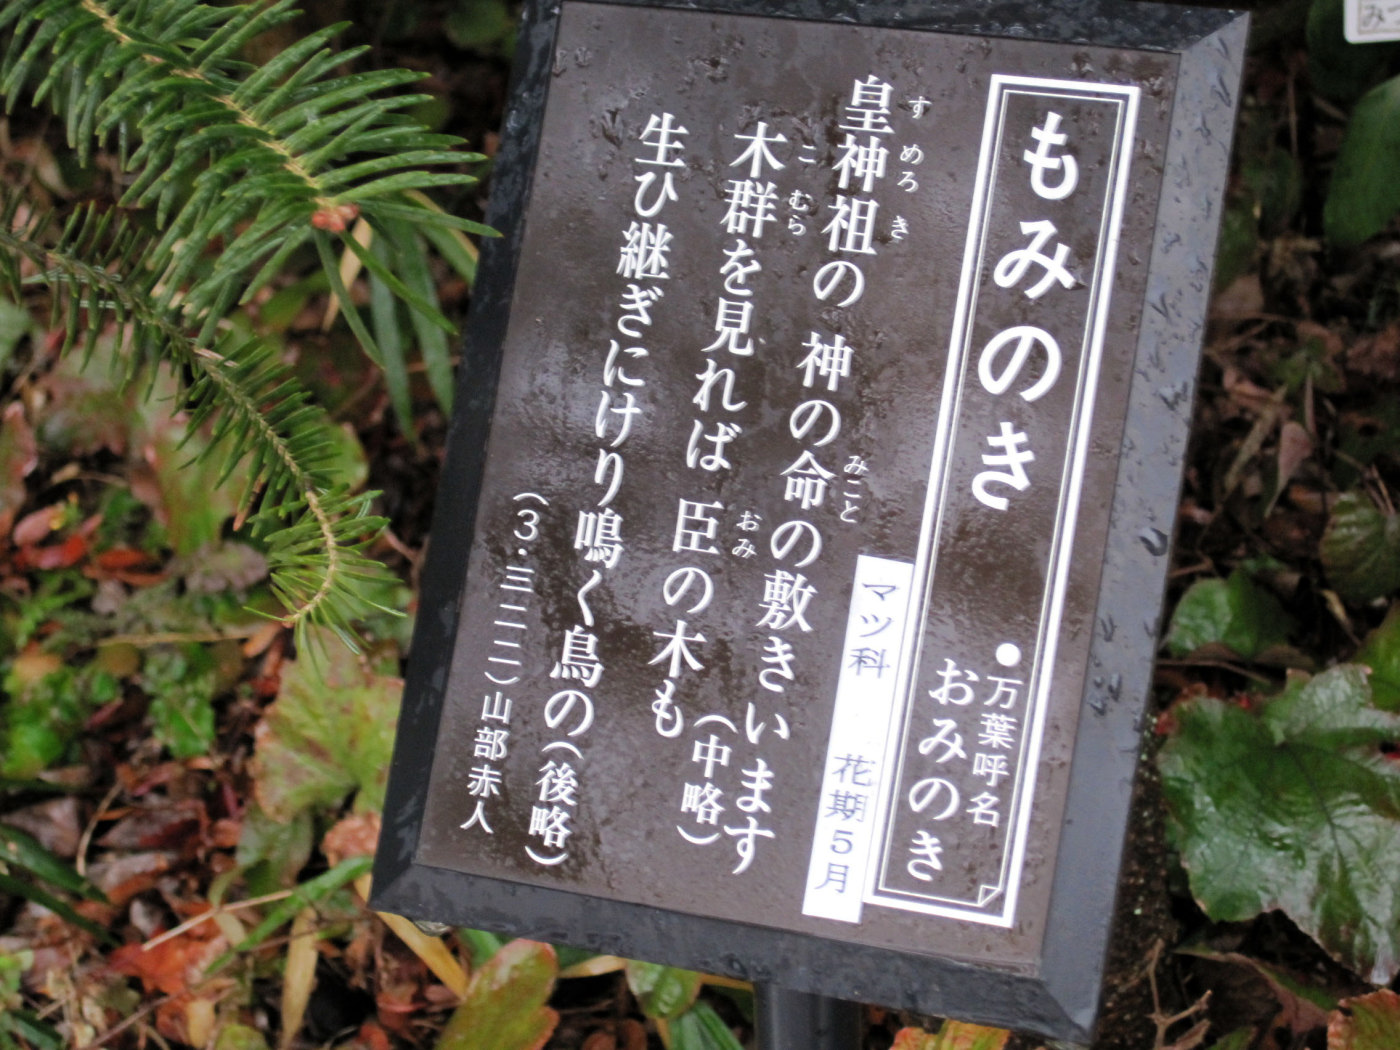 もみのき
●万葉呼名
おみのき
マツ科 花期5月
皇神祖の 神の命の敷きいます
すめろき
みこと
(中略)
木群を見れば 臣の木も
こむら
おみ
生ひ継ぎにけり鳴く鳥の(後略)
(3・三二二)山部赤人